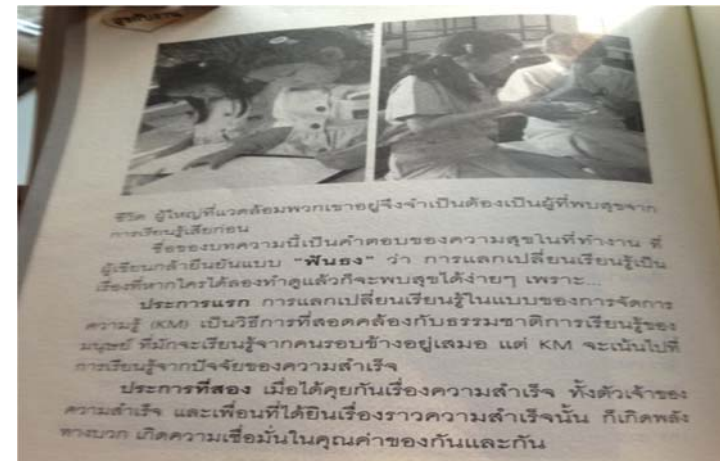 สุขกับงาน
ชีวิต ผู้ใหญ่ที่แวดล้อมพวกเขาอยู่จึงจำเป็นต้องเป็นผู้ที่พบสุขจาก
การเรียนรู้เสียก่อน
ชื่อของบทความนี้เป็นคำตอบของความสุขในที่ทำงาน ที่
ผู้เขียนกล้ายืนยันแบบ "ฟันธง" ว่า การแลกเปลี่ยนเรียนรู้เป็น
เรื่องที่หากใครได้ลองทำดูแล้วก็จะพบสุขได้ง่ายๆ เพราะ...
ประการแรก การแลกเปลี่ยนเรียนรู้ในแบบของการจัดการ
ความรู้ (KM) เป็นวิธีการที่สอดคล้องกับธรรมชาติการเรียนรู้ของ
มนุษย์ ที่มักจะเรียนรู้จากคนรอบข้างอยู่เสมอ แต่ KM จะเน้นไปที่
การเรียนรู้จากปัจจัยของความสำเร็จ
ประการที่สอง เมื่อได้คุยกันเรื่องความสำเร็จ ทั้งตัวเจ้าของ
ความสำเร็จ และเพื่อนที่ได้ยินเรื่องราวความสำเร็จนั้น ก็เกิดพลัง
ทางบวก เกิดความเชื่อมั่นในคุณค่าของกันและกัน